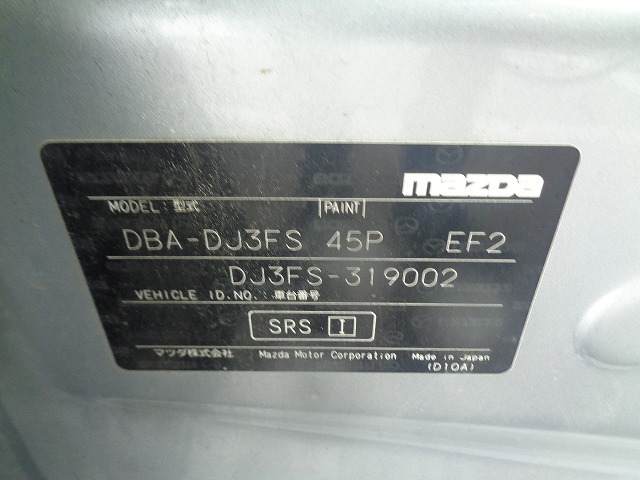 mazda
MODEL 型式 PAINT
DBA-DJ3FS 45P EF2
DJ3FS-319002
VEHICLE ID.NO. 車台番号
SRS I
マツダ株式会社 Mazda Motor Corporation Made in Japan
(D10A)